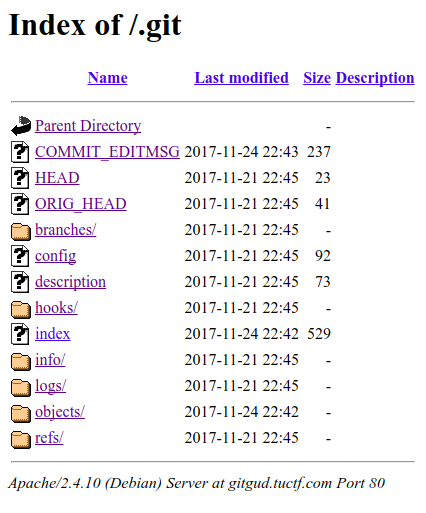 Index of /.git
Name Last modified Size Description
Parent Directory -
COMMIT_EDITMSG 2017-11-24 22:43 237
HEAD 2017-11-21 22:45 23
ORIG_HEAD 2017-11-21 22:45 41
branches/ 2017-11-21 22:45 -
config 2017-11-21 22:45 92
description 2017-11-21 22:45 73
hooks/ 2017-11-21 22:45 -
index 2017-11-24 22:42 529
info/ 2017-11-21 22:45 -
logs/ 2017-11-21 22:45 -
objects/ 2017-11-24 22:42 -
refs/ 2017-11-21 22:45 -
Apache/2.4.10 (Debian) Server at gitgud.tuctf.com Port 80